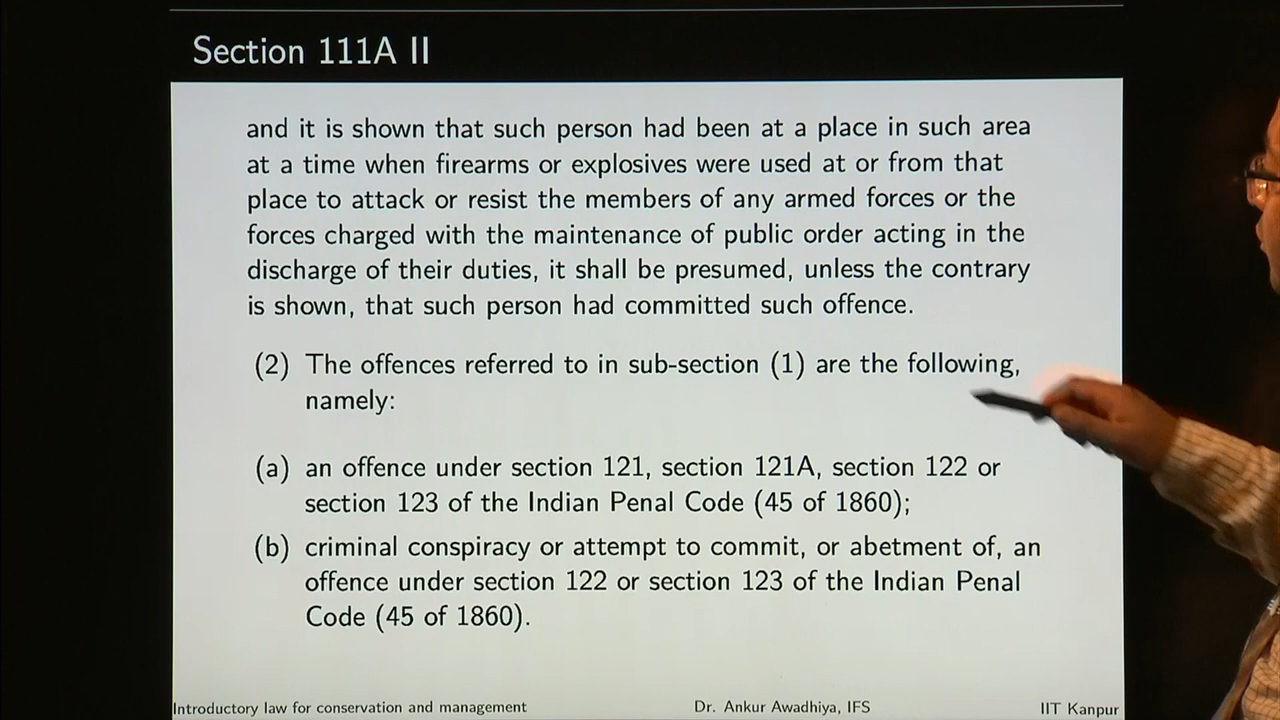 Section 111A II
and it is shown that such person had been at a place in such area
at a time when firearms or explosives were used at or from that
place to attack or resist the members of any armed forces or the
forces charged with the maintenance of public order acting in the
discharge of their duties, it shall be presumed, unless the contrary
is shown, that such person had committed such offence.
(2) The offences referred to in sub-section (1) are the following,
namely:
(a) an offence under section 121, section 121A, section 122 or
section 123 of the Indian Penal Code (45 of 1860);
(b) criminal conspiracy or attempt to commit, or abetment of, an
offence under section 122 or section 123 of the Indian Penal
Code (45 of 1860).
Introductory law for conservation and management Dr. Ankur Awadhiya, IFS IIT Kanpur